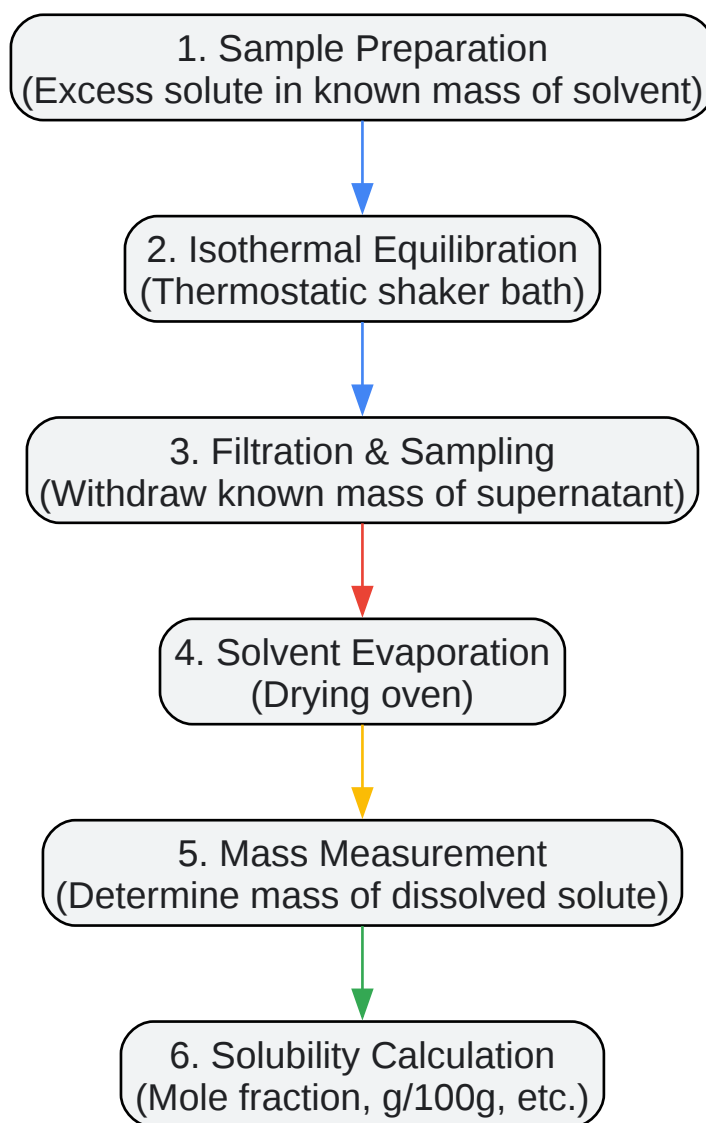 1. Sample Preparation
(Excess solute in known mass of solvent)
2. Isothermal Equilibration
(Thermostatic shaker bath)
3. Filtration & Sampling
(Withdraw known mass of supernatant)
4. Solvent Evaporation
(Drying oven)
5. Mass Measurement
(Determine mass of dissolved solute)
6. Solubility Calculation
(Mole fraction, g/100g, etc.)